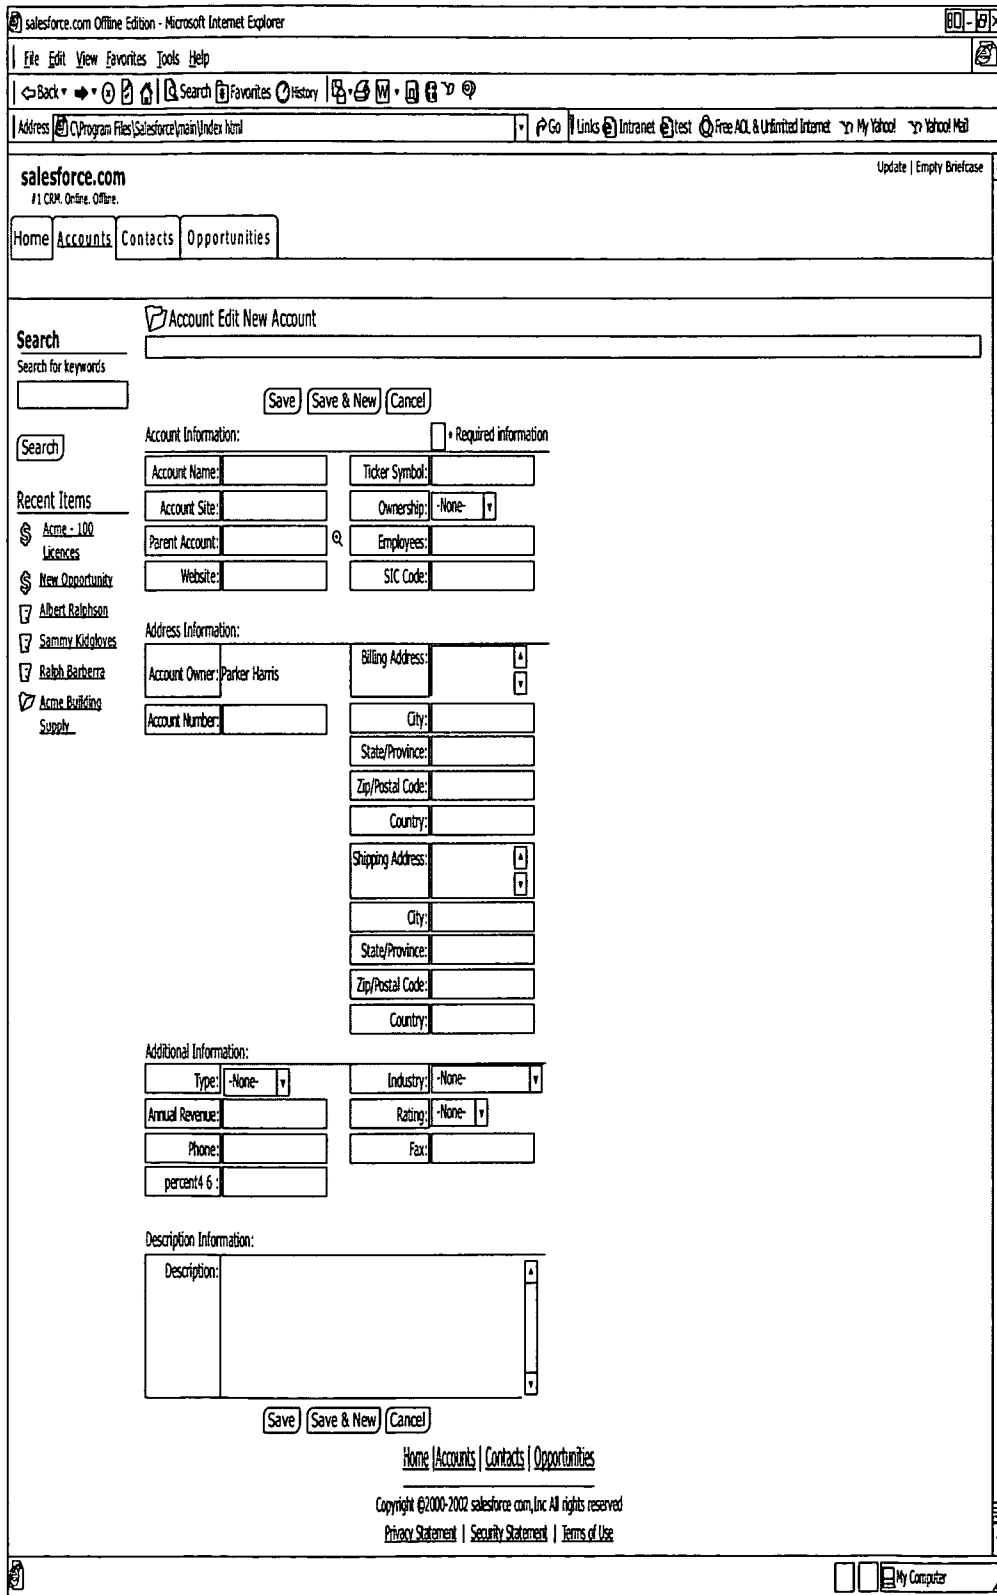 salesforce.com Offline Edition - Microsoft Internet Explorer
File Edit View Favorites Tools Help
Back Search Favorites History
Address C:\Program Files\Salesforce\main\Index html Go Links Intranet test Free AOL & Unlimited Internet My Yahoo! Yahoo! Mail
salesforce.com
#1 CRM. Online. Offline.
Update | Empty Briefcase
Home Accounts Contacts Opportunities
Account Edit New Account
Search
Search for keywords
Search
Recent Items
Acme - 100
Licences
New Opportunity
Albert Ralphson
Sammy Kidgloves
Ralph Barberra
Acme Building
Supply
Save Save & New Cancel
Account Information: * Required information
Account Name: Ticker Symbol:
Account Site: Ownership: -None-
Parent Account: Employees:
Website: SIC Code:
Address Information:
Account Owner: Parker Harris Billing Address:
Account Number: City:
State/Province:
Zip/Postal Code:
Country:
Shipping Address:
City:
State/Province:
Zip/Postal Code:
Country:
Additional Information:
Type: -None- Industry: -None-
Annual Revenue: Rating: -None-
Phone: Fax:
percent4 6 :
Description Information:
Description:
Save Save & New Cancel
Home | Accounts | Contacts | Opportunities
Copyright ©2000-2002 salesforce com, Inc All rights reserved
Privacy Statement | Security Statement | Terms of Use
My Computer